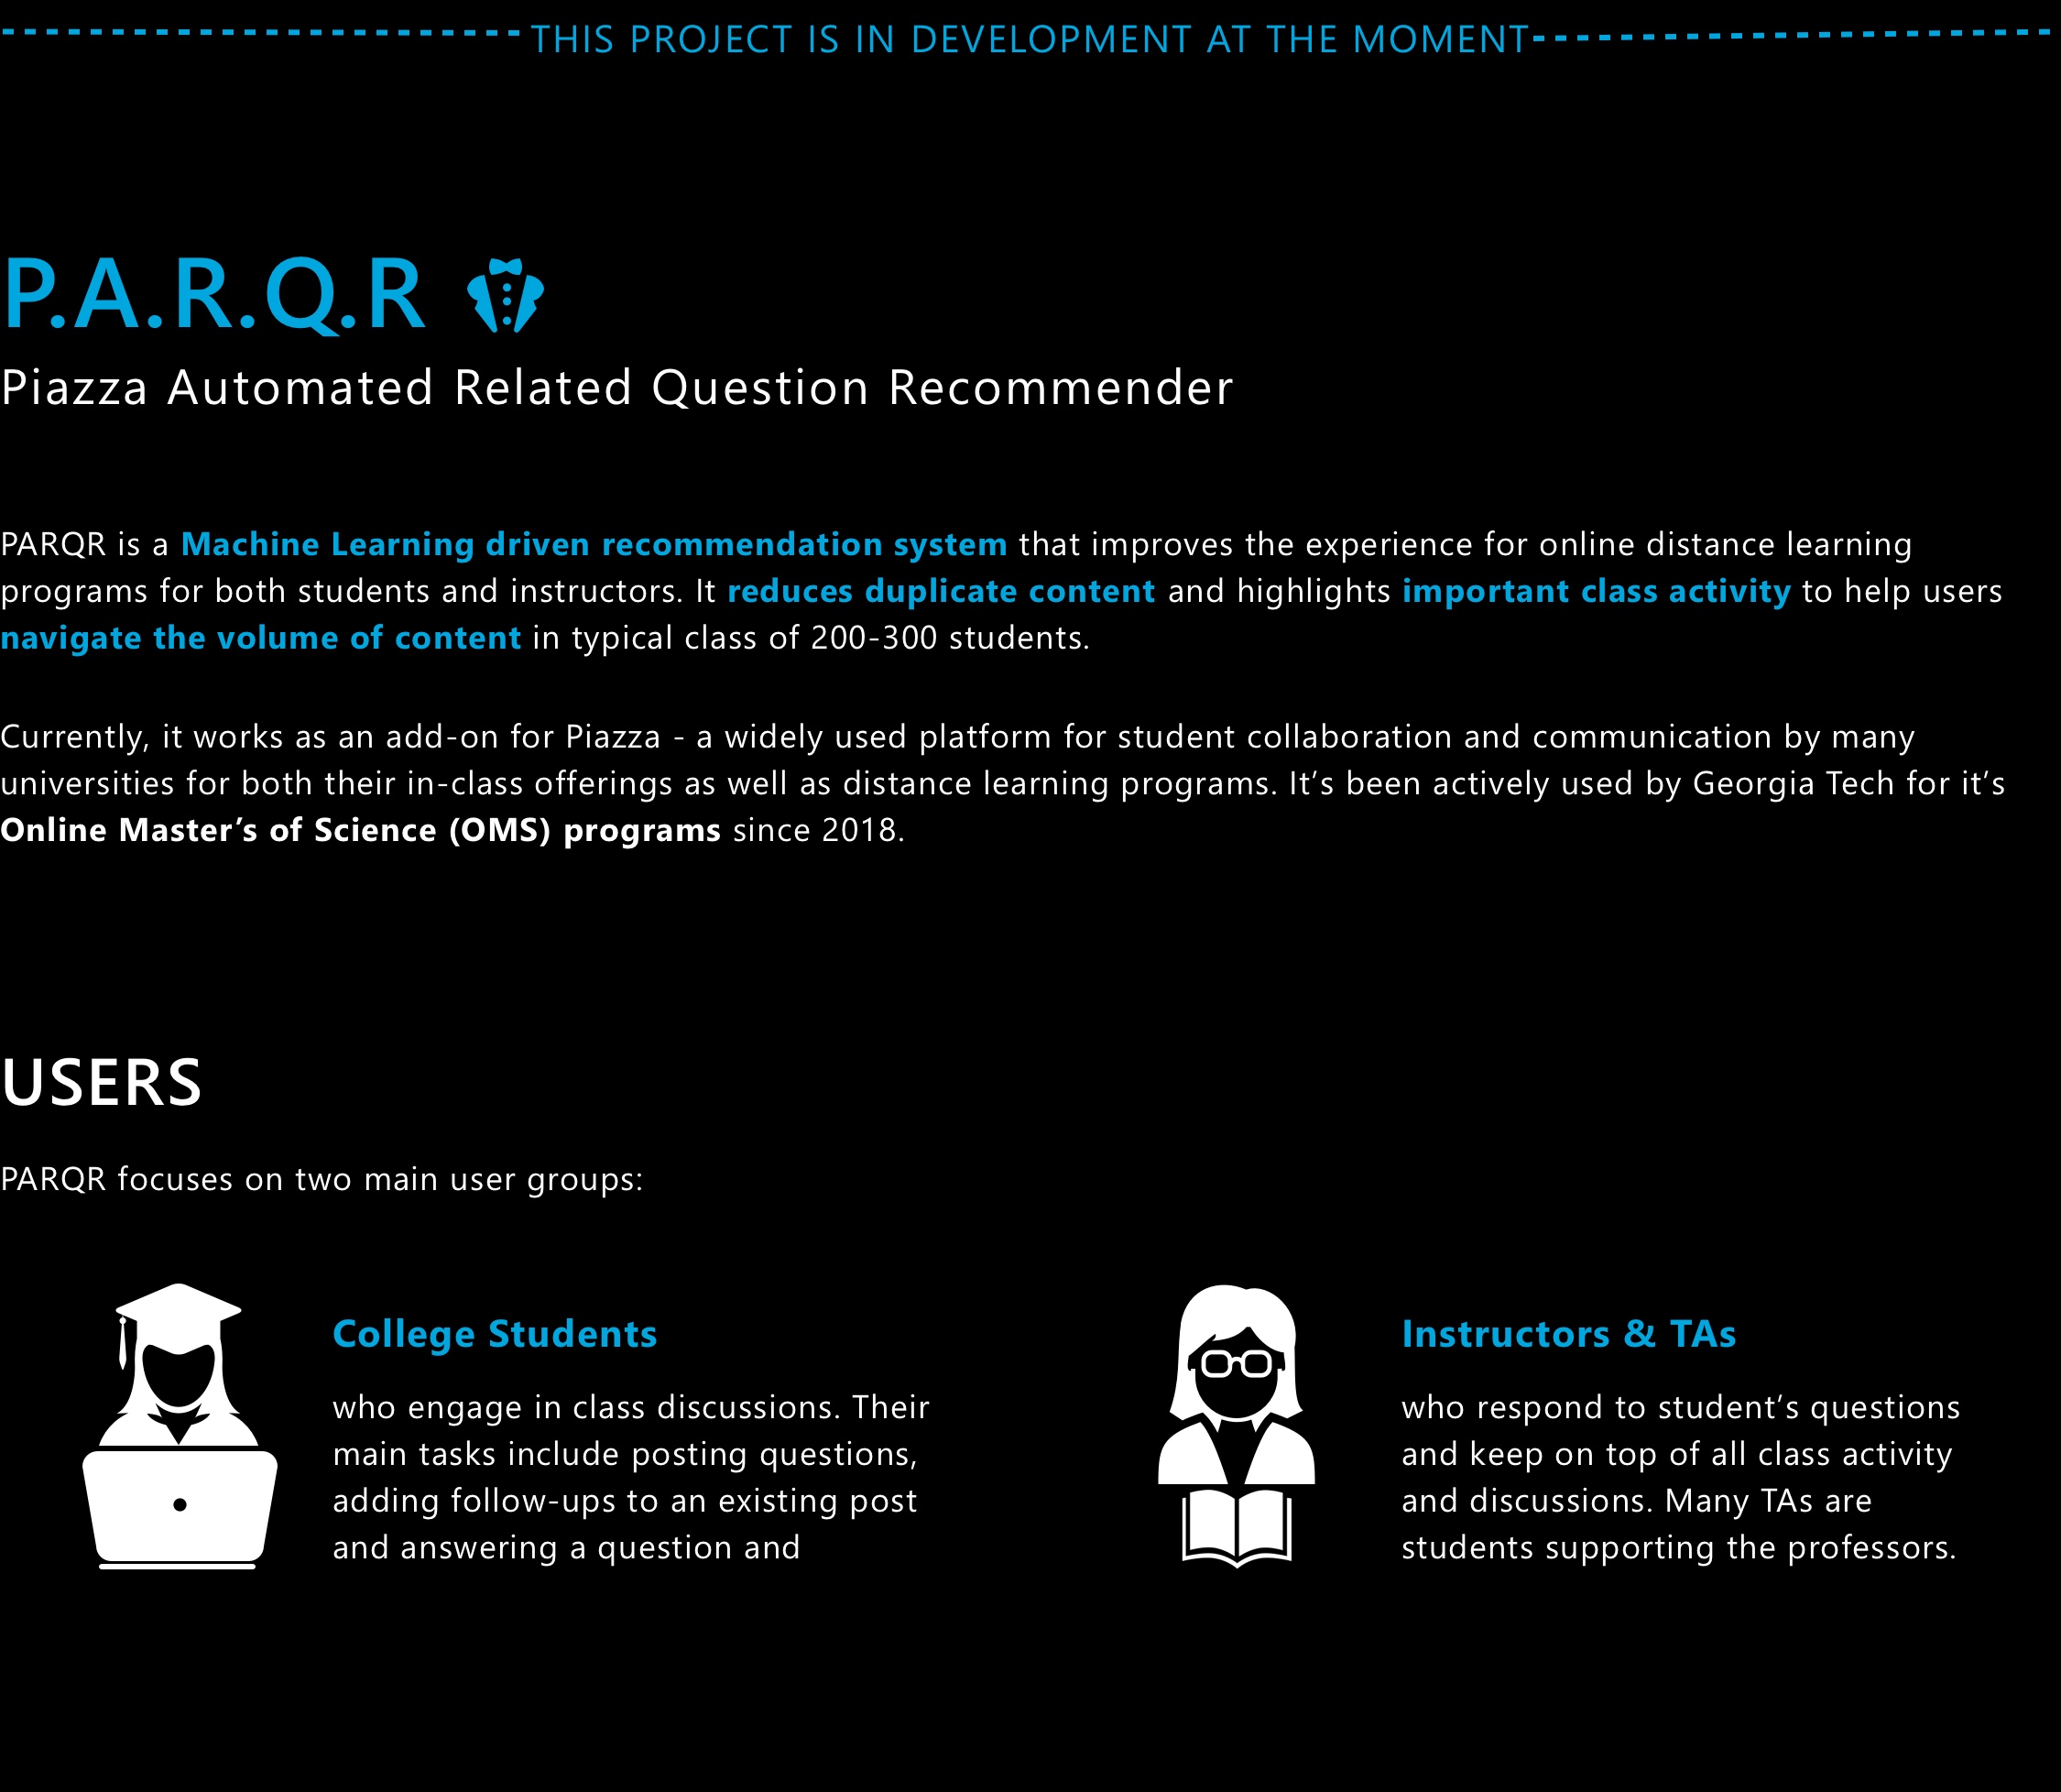 THIS PROJECT IS IN DEVELOPMENT AT THE MOMENT
P.A.R.Q.R
Piazza Automated Related Question Recommender
PARQR is a Machine Learning driven recommendation system that improves the experience for online distance learning
programs for both students and instructors. It reduces duplicate content and highlights important class activity to help users
navigate the volume of content in typical class of 200-300 students.
Currently, it works as an add-on for Piazza - a widely used platform for student collaboration and communication by many
universities for both their in-class offerings as well as distance learning programs. It’s been actively used by Georgia Tech for it’s
Online Master’s of Science (OMS) programs since 2018.
USERS
PARQR focuses on two main user groups:
College Students
who engage in class discussions. Their
main tasks include posting questions,
adding follow-ups to an existing post
and answering a question and
Instructors & TAs
who respond to student’s questions
and keep on top of all class activity
and discussions. Many TAs are
students supporting the professors.